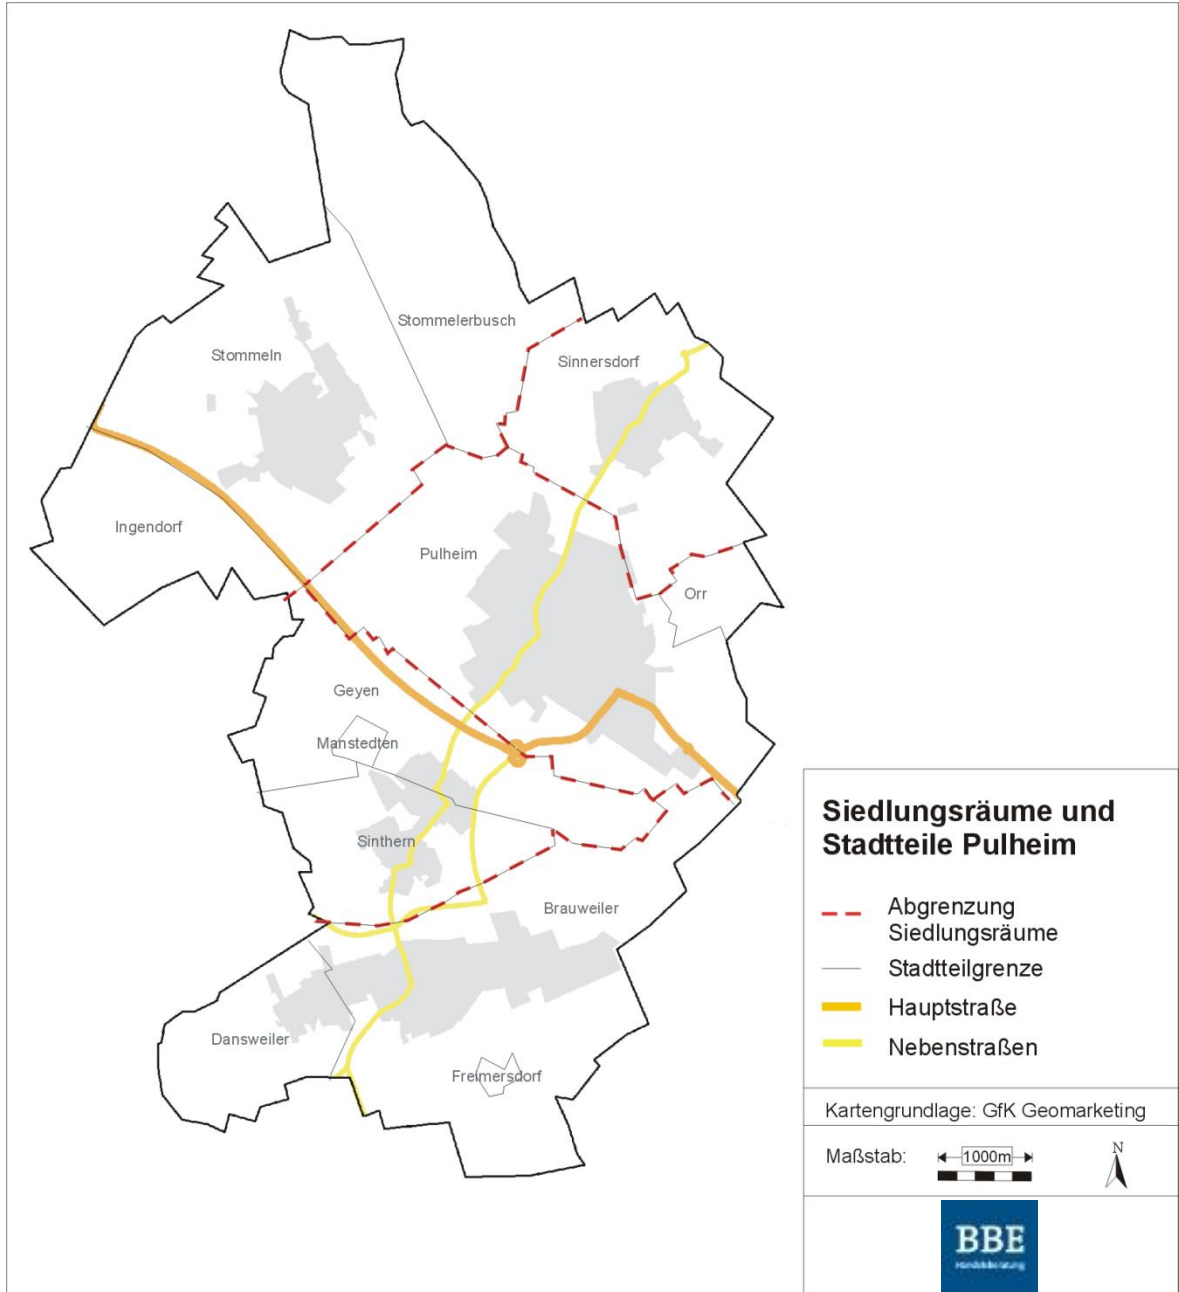 Stommelerbusch
Stommeln
Sinnersdorf
Ingendorf
Pulheim
Orr
Geyen
Manstedten
Sinthern
Brauweiler
Dansweiler
Freimersdorf
Siedlungsräume und
Stadtteile Pulheim
Abgrenzung
Siedlungsräume
Stadtteilgrenze
Hauptstraße
Nebenstraßen
Kartengrundlage: GfK Geomarketing
Maßstab:
1000m
N
BBE
Handelsberatung